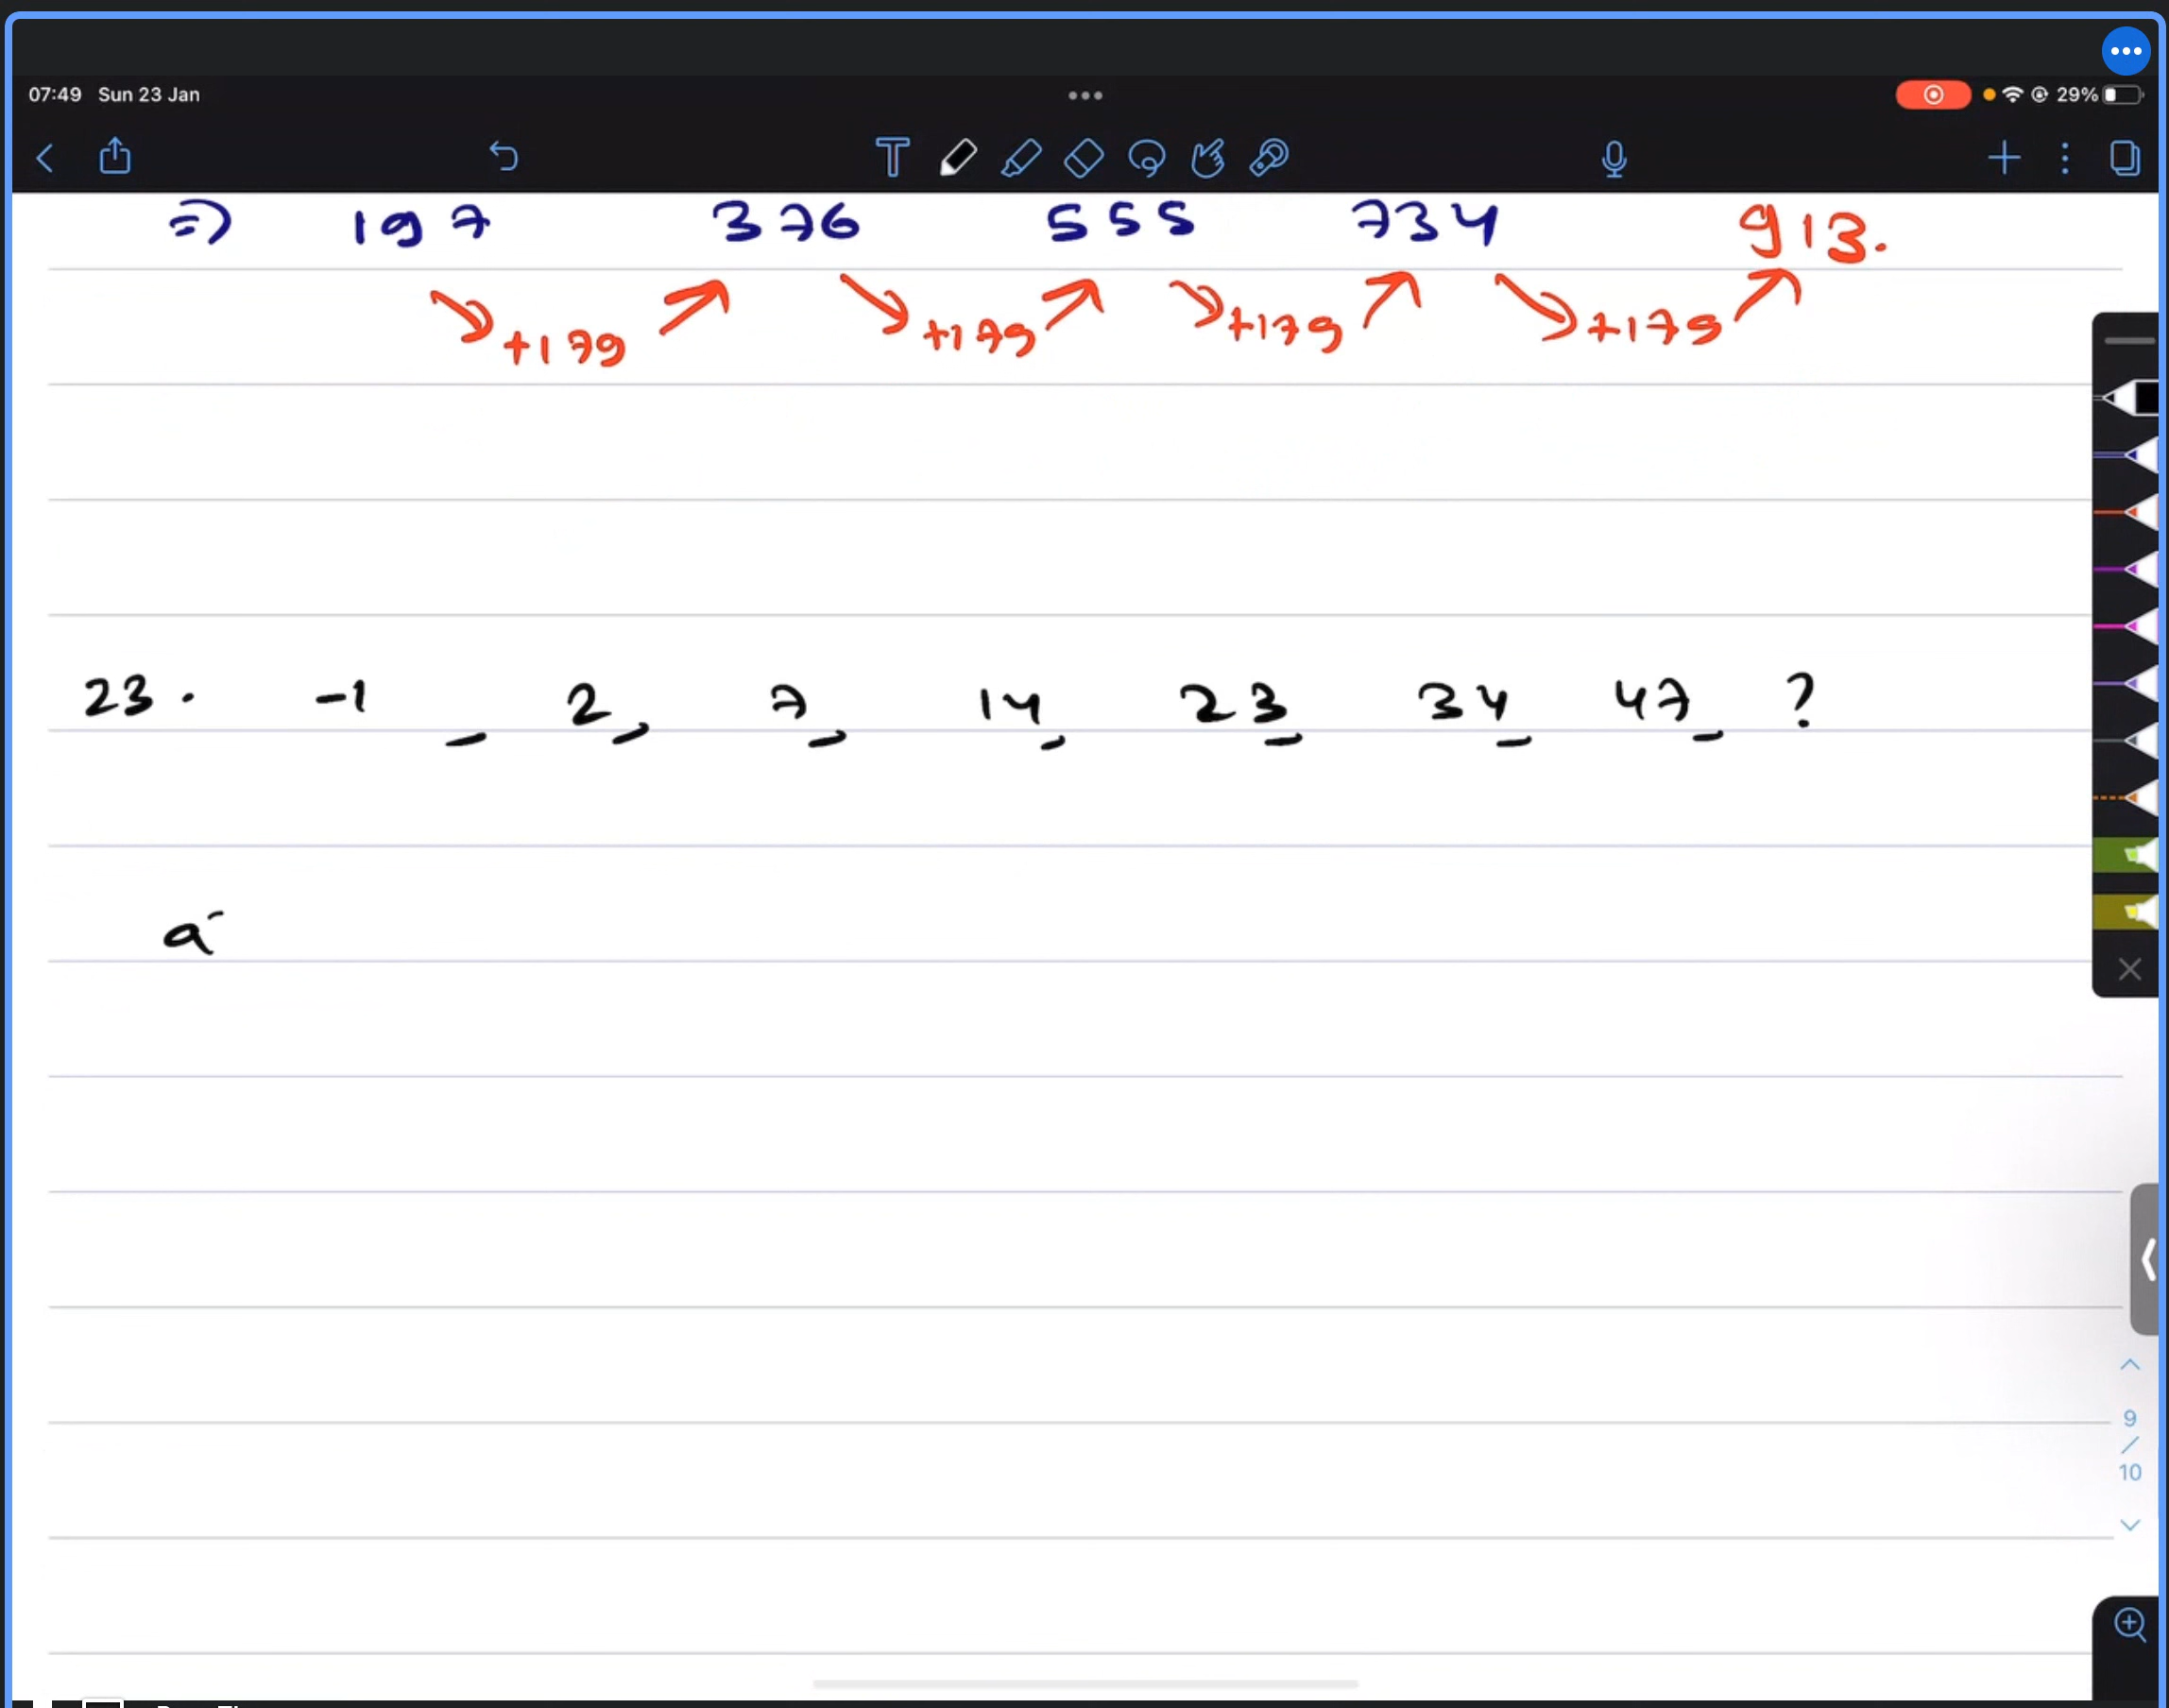 07:49 Sun 23 Jan
29%
=> 197 376 555 734 913.
+179 +179 +179 +179
23. -1 _ 2, 7 _ 14 _ 23 _ 34 _ 47 _ ?
a
9
/
10